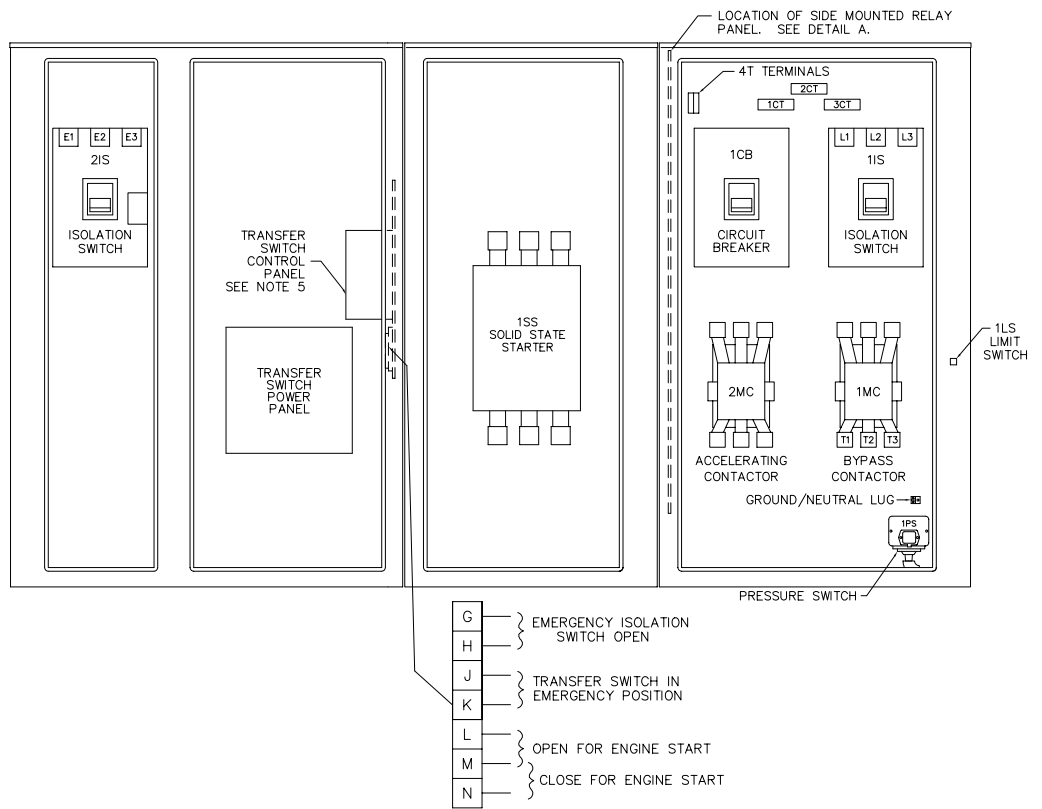 LOCATION OF SIDE MOUNTED RELAY
PANEL. SEE DETAIL A.
4T TERMINALS
2CT
1CT
3CT
E1
E2
E3
2IS
ISOLATION
SWITCH
TRANSFER
SWITCH
CONTROL
PANEL
SEE NOTE 5
TRANSFER
SWITCH
POWER
PANEL
1SS
SOLID STATE
STARTER
1CB
CIRCUIT
BREAKER
L1
L2
L3
1IS
ISOLATION
SWITCH
1LS
LIMIT
SWITCH
2MC
ACCELERATING
CONTACTOR
1MC
T1
T2
T3
BYPASS
CONTACTOR
GROUND/NEUTRAL LUG
1PS
PRESSURE SWITCH
G
H
EMERGENCY ISOLATION
SWITCH OPEN
J
K
TRANSFER SWITCH IN
EMERGENCY POSITION
L
M
N
OPEN FOR ENGINE START
CLOSE FOR ENGINE START